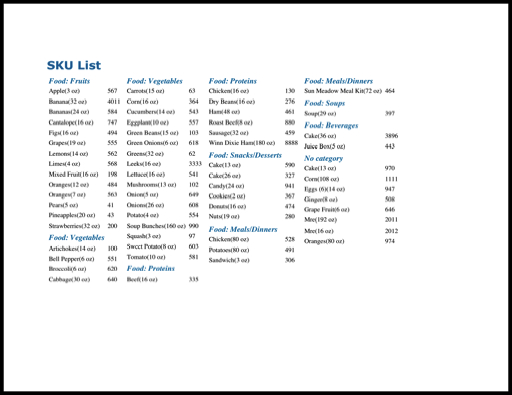 SKU List
Food: Fruits
Apple(3 oz) 567
Banana(32 oz) 4011
Bananas(24 oz) 584
Cantalope(16 oz) 747
Figs(16 oz) 494
Grapes(19 oz) 555
Lemons(14 oz) 562
Limes(4 oz) 568
Mixed Fruit(16 oz) 198
Oranges(12 oz) 484
Oranges(7 oz) 563
Pears(5 oz) 41
Pineapples(20 oz) 43
Strawberries(32 oz) 200
Food: Vegetables
Artichokes(14 oz) 100
Bell Pepper(6 oz) 551
Broccoli(6 oz) 620
Cabbage(30 oz) 640
Food: Vegetables
Carrots(15 oz) 63
Corn(16 oz) 364
Cucumbers(14 oz) 543
Eggplant(10 oz) 557
Green Beans(15 oz) 103
Green Onions(6 oz) 618
Greens(32 oz) 62
Leeks(16 oz) 3333
Lettuce(16 oz) 541
Mushrooms(13 oz) 102
Onion(5 oz) 649
Onions(26 oz) 608
Potato(4 oz) 554
Soup Bunches(160 oz) 990
Squash(3 oz) 97
Sweet Potato(8 oz) 603
Tomato(10 oz) 581
Food: Proteins
Beef(16 oz) 335
Food: Proteins
Chicken(16 oz) 130
Dry Beans(16 oz) 276
Ham(48 oz) 461
Roast Beef(8 oz) 880
Sausage(32 oz) 459
Winn Dixie Ham(180 oz) 8888
Food: Snacks/Desserts
Cake(13 oz) 590
Cake(26 oz) 327
Candy(24 oz) 941
Cookies(2 oz) 367
Donuts(16 oz) 474
Nuts(19 oz) 280
Food: Meals/Dinners
Chicken(80 oz) 528
Potatoes(80 oz) 491
Sandwich(3 oz) 306
Food: Meals/Dinners
Sun Meadow Meal Kit(72 oz) 464
Food: Soups
Soup(29 oz) 397
Food: Beverages
Cake(36 oz) 3896
Juice Box(5 oz) 443
No category
Cake(13 oz) 970
Corn(108 oz) 1111
Eggs (6)(14 oz) 947
Ginger(8 oz) 508
Grape Fruit(6 oz) 646
Mre(192 oz) 2011
Mre(16 oz) 2012
Oranges(80 oz) 974